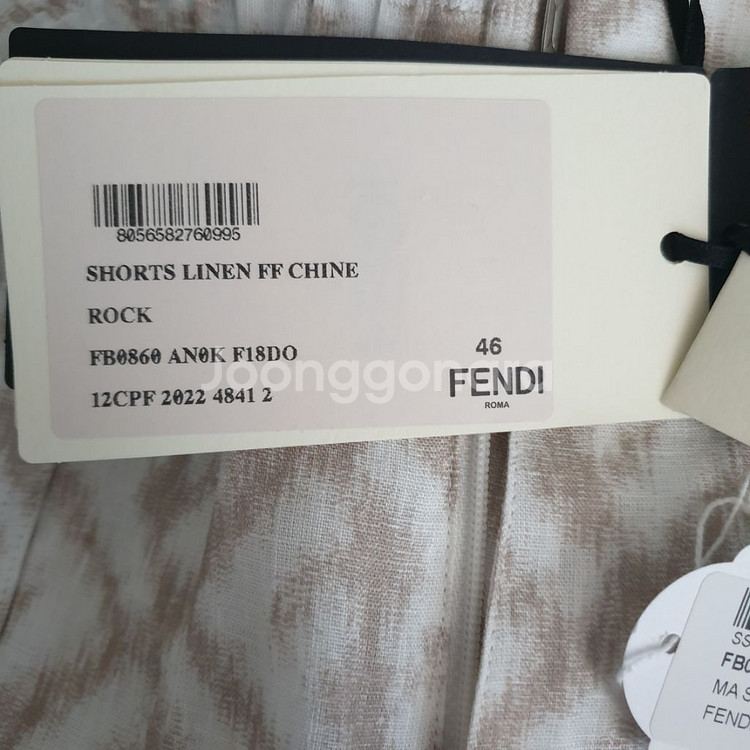 8056582760995
SHORTS LINEN FF CHINE
ROCK
FB0860 AN0K F18DO
12CPF 2022 4841 2
46
FENDI
ROMA
Joonggonara
SS
FB0
MA S
FEND